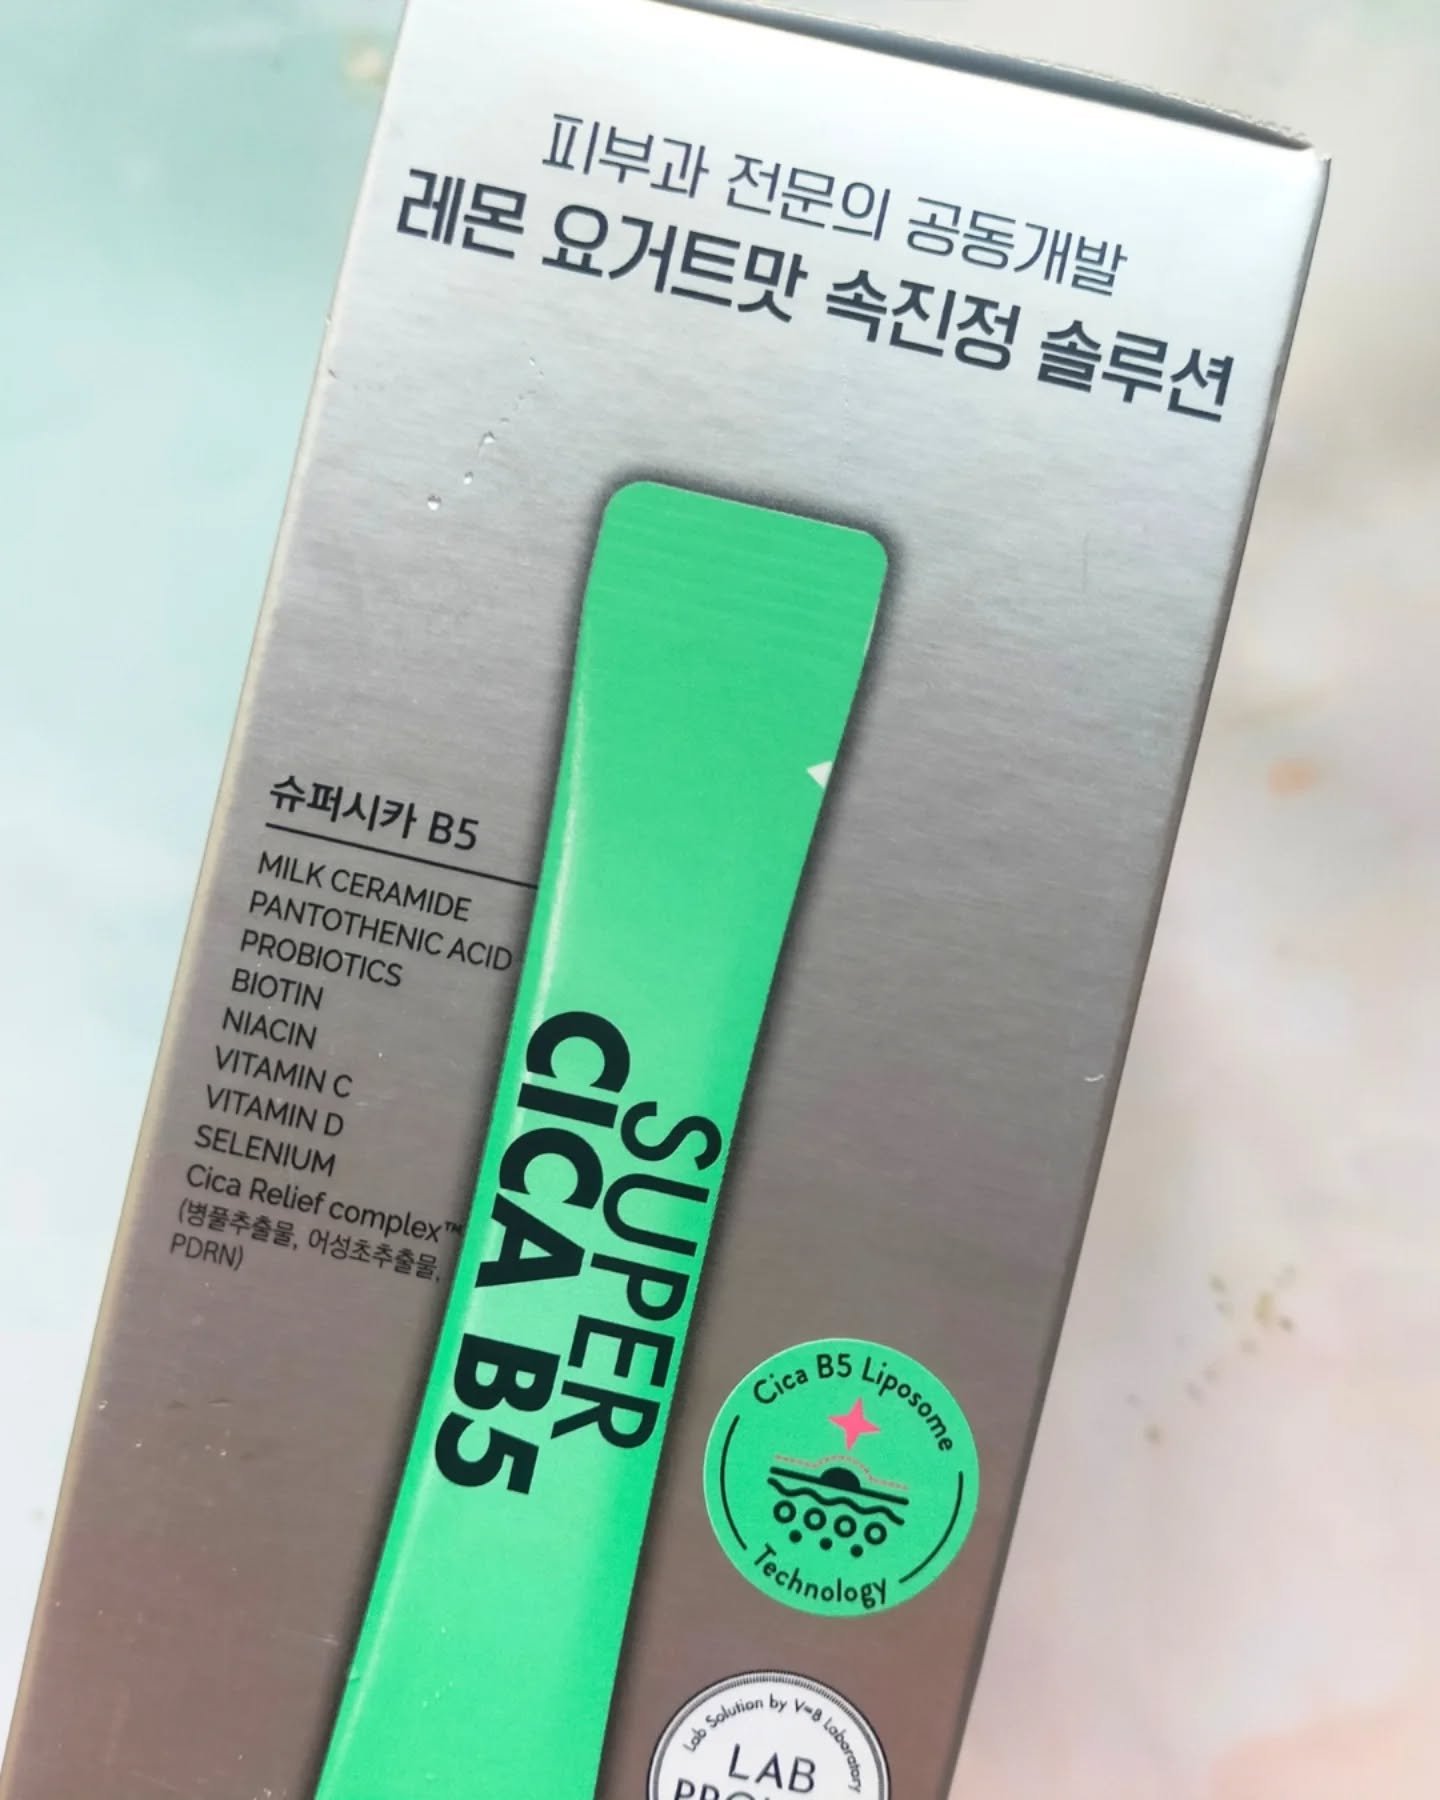 피부과 전문의 공동개발
레몬 요거트맛 속진정 솔루션
슈퍼시카 B5
MILK CERAMIDE
PANTOTHENIC ACID
PROBIOTICS
BIOTIN
NIACIN
VITAMIN C
VITAMIN D
SELENIUM
Cica Relief complex™
(병풀추출물, 어성초추출물,
PDRN)
SUPER
CICA B5
Cica B5 Liposome
Technology
Lab Solution by V=B Laboratory
LAB